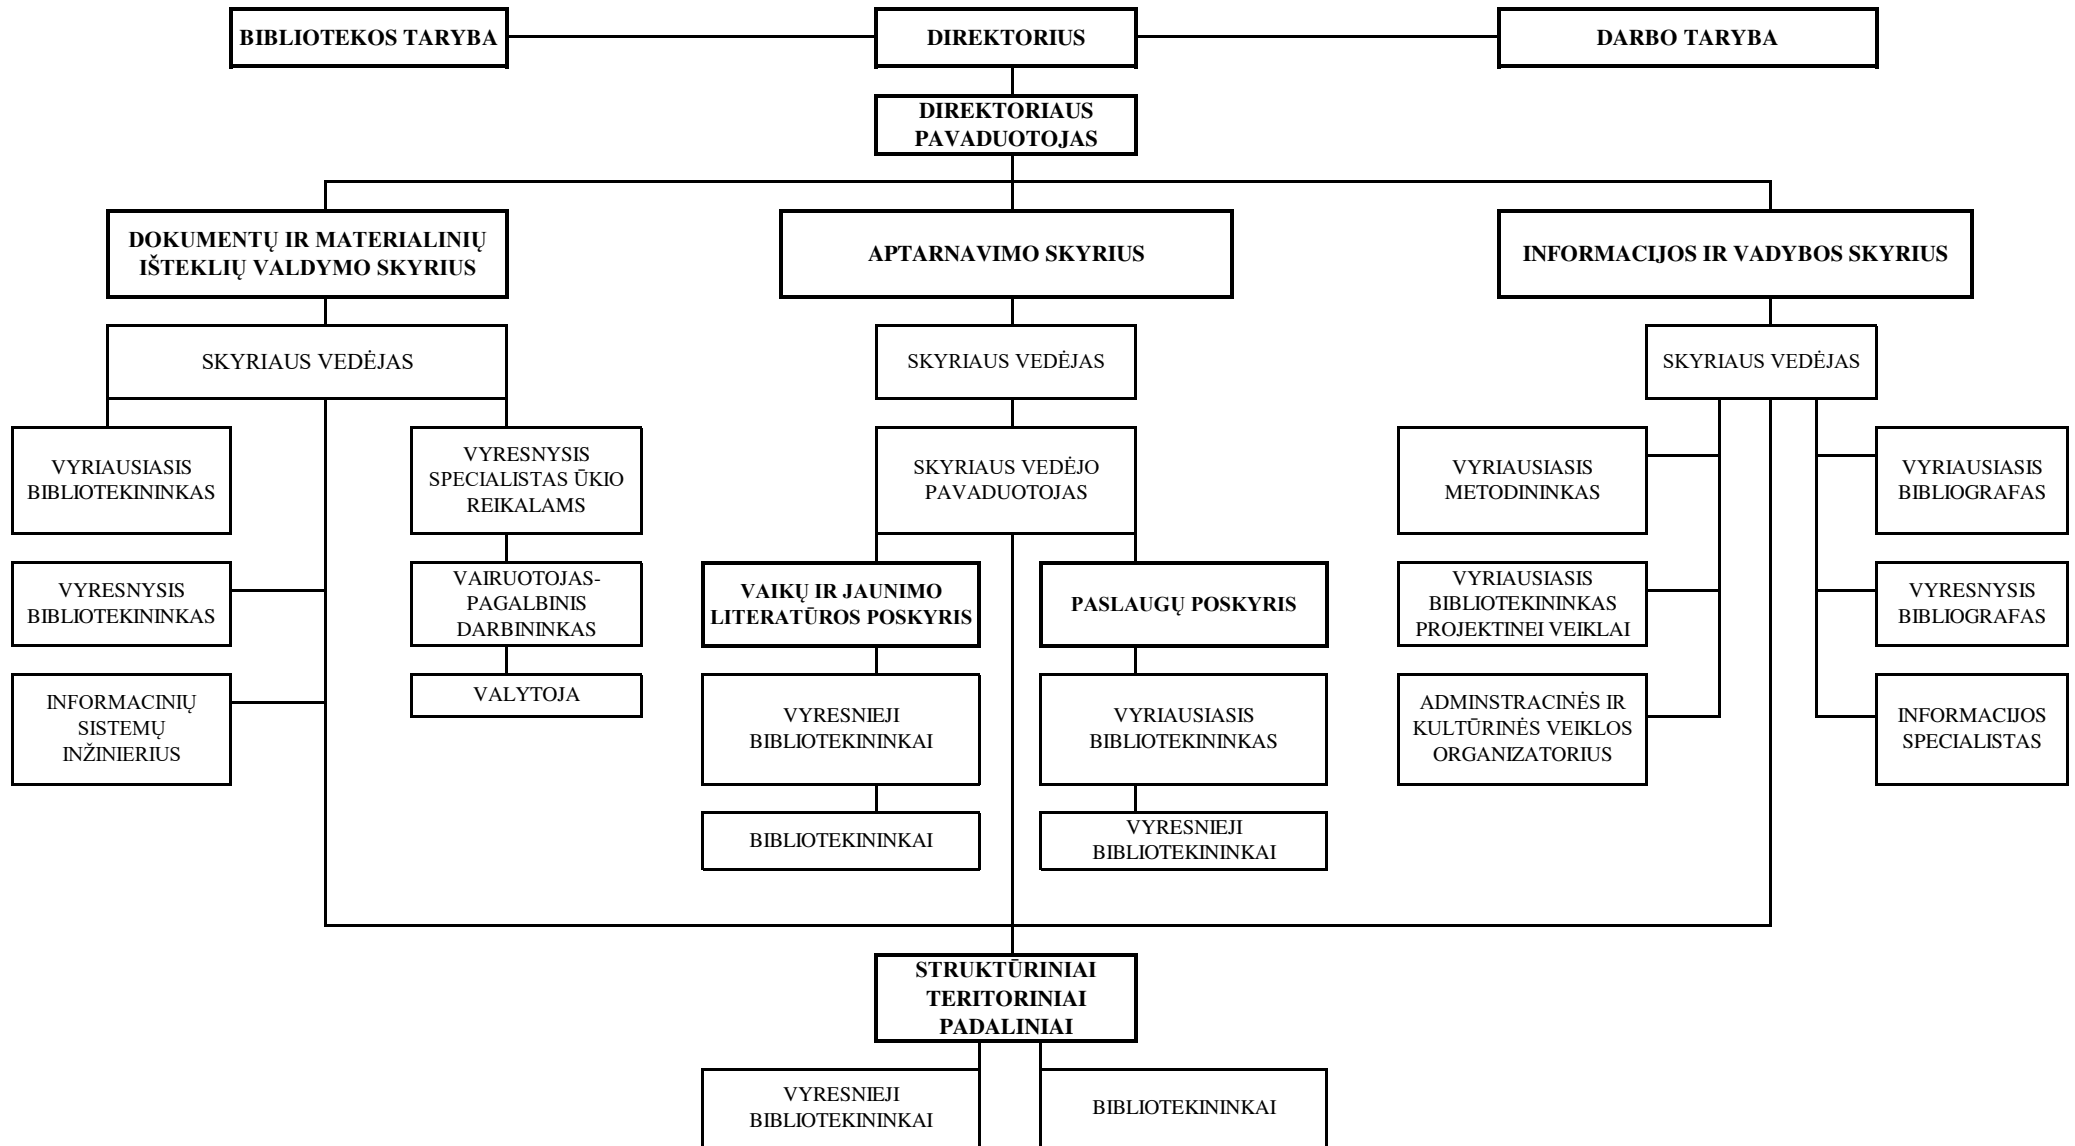 BIBLIOTEKOS TARYBA
DIREKTORIUS
DARBO TARYBA
DIREKTORIAUS
PAVADUOTOJAS
DOKUMENTŲ IR MATERIALINIŲ
IŠTEKLIŲ VALDYMO SKYRIUS
APTARNAVIMO SKYRIUS
INFORMACIJOS IR VADYBOS SKYRIUS
SKYRIAUS VEDĖJAS
SKYRIAUS VEDĖJAS
SKYRIAUS VEDĖJAS
VYRIAUSIASIS
BIBLIOTEKININKAS
VYRESNYSIS
SPECIALISTAS ŪKIO
REIKALAMS
SKYRIAUS VEDĖJO
PAVADUOTOJAS
VYRIAUSIASIS
METODININKAS
VYRIAUSIASIS
BIBLIOGRAFAS
VYRESNYSIS
BIBLIOTEKININKAS
VAIRUOTOJAS-
PAGALBINIS
DARBININKAS
VAIKŲ IR JAUNIMO
LITERATŪROS POSKYRIS
PASLAUGŲ POSKYRIS
VYRIAUSIASIS
BIBLIOTEKININKAS
PROJEKTINEI VEIKLAI
VYRESNYSIS
BIBLIOGRAFAS
INFORMACINIŲ
SISTEMŲ
INŽINIERIUS
VALYTOJA
VYRESNIEJI
BIBLIOTEKININKAI
VYRIAUSIASIS
BIBLIOTEKININKAS
ADMINSTRACINĖS IR
KULTŪRINĖS VEIKLOS
ORGANIZATORIUS
INFORMACIJOS
SPECIALISTAS
BIBLIOTEKININKAI
VYRESNIEJI
BIBLIOTEKININKAI
STRUKTŪRINIAI
TERITORINIAI
PADALINIAI
VYRESNIEJI
BIBLIOTEKININKAI
BIBLIOTEKININKAI